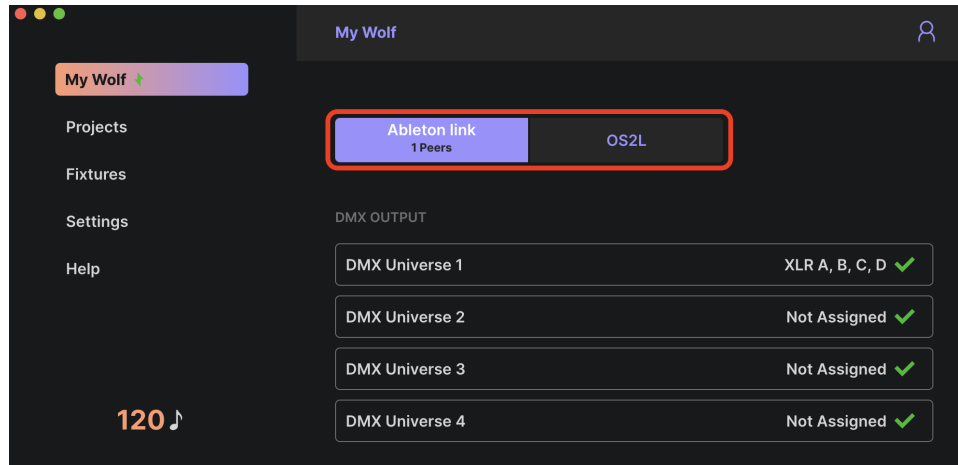 My Wolf
My Wolf
Projects
Fixtures
Settings
Help
120
Ableton link
1 Peers
OS2L
DMX OUTPUT
DMX Universe 1
XLR A, B, C, D
DMX Universe 2
Not Assigned
DMX Universe 3
Not Assigned
DMX Universe 4
Not Assigned